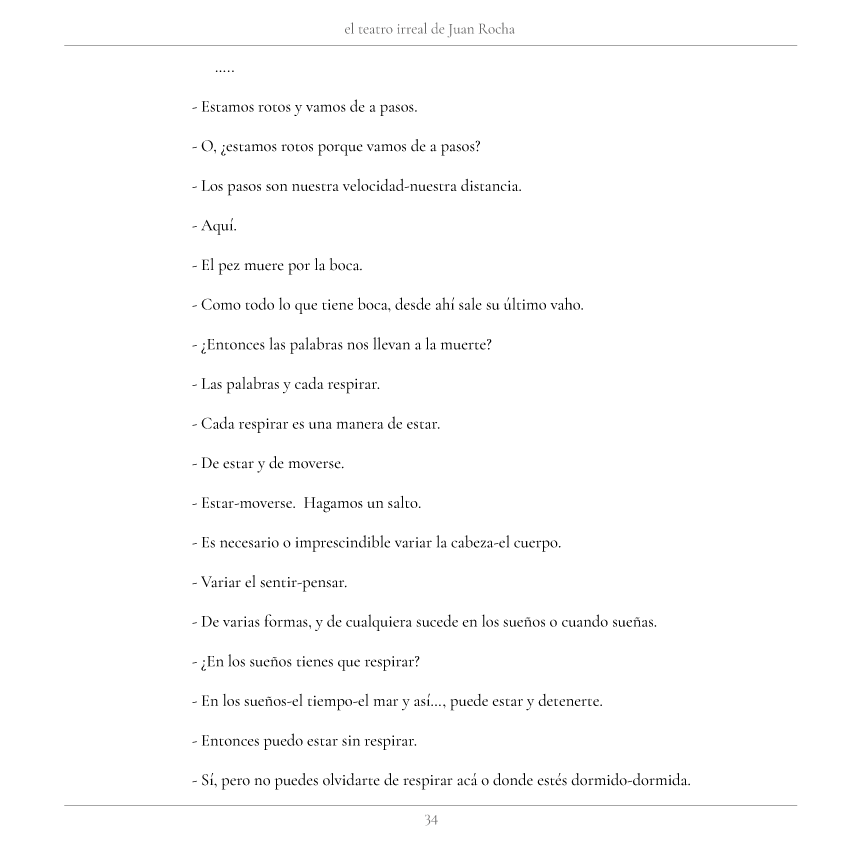 el teatro irreal de Juan Rocha
.....
- Estamos rotos y vamos de a pasos.
- O, ¿estamos rotos porque vamos de a pasos?
- Los pasos son nuestra velocidad-nuestra distancia.
- Aquí.
- El pez muere por la boca.
- Como todo lo que tiene boca, desde ahí sale su último vaho.
- ¿Entonces las palabras nos llevan a la muerte?
- Las palabras y cada respirar.
- Cada respirar es una manera de estar.
- De estar y de moverse.
- Estar-moverse.  Hagamos un salto.
- Es necesario o imprescindible variar la cabeza-el cuerpo.
- Variar el sentir-pensar.
- De varias formas, y de cualquiera sucede en los sueños o cuando sueñas.
- ¿En los sueños tienes que respirar?
- En los sueños-el tiempo-el mar y así..., puede estar y detenerte.
- Entonces puedo estar sin respirar.
- Sí, pero no puedes olvidarte de respirar acá o donde estés dormido-dormida.
34